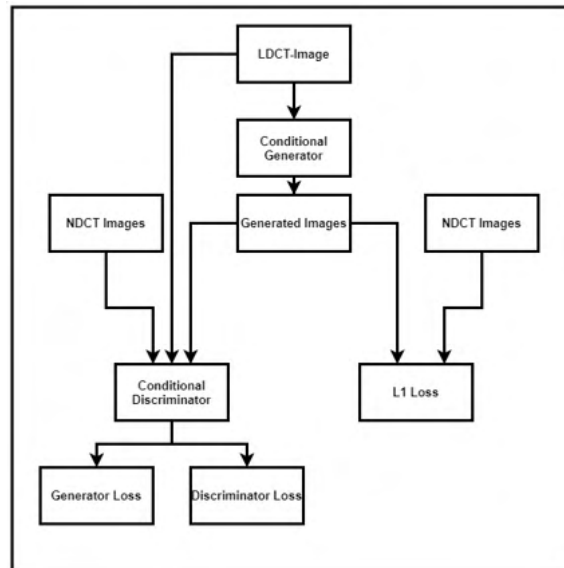 LDCT-Image
Conditional
Generator
NDCT Images
Generated Images
NDCT Images
Conditional
Discriminator
L1 Loss
Generator Loss
Discriminator Loss